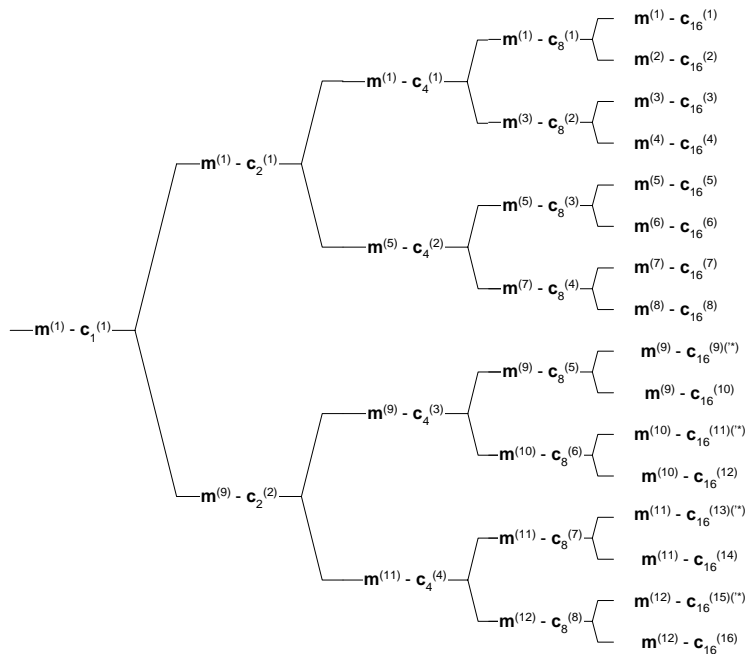 m(1) - c16(1)
m(1) - c8(1)
m(2) - c16(2)
m(1) - c4(1)
m(3) - c16(3)
m(3) - c8(2)
m(4) - c16(4)
m(1) - c2(1)
m(5) - c16(5)
m(5) - c8(3)
m(6) - c16(6)
m(5) - c4(2)
m(7) - c16(7)
m(7) - c8(4)
m(8) - c16(8)
m(1) - c1(1)
m(9) - c16(9)('*)
m(9) - c8(5)
m(9) - c16(10)
m(9) - c4(3)
m(10) - c16(11)('*)
m(10) - c8(6)
m(10) - c16(12)
m(9) - c2(2)
m(11) - c16(13)('*)
m(11) - c8(7)
m(11) - c16(14)
m(11) - c4(4)
m(12) - c16(15)('*)
m(12) - c8(8)
m(12) - c16(16)